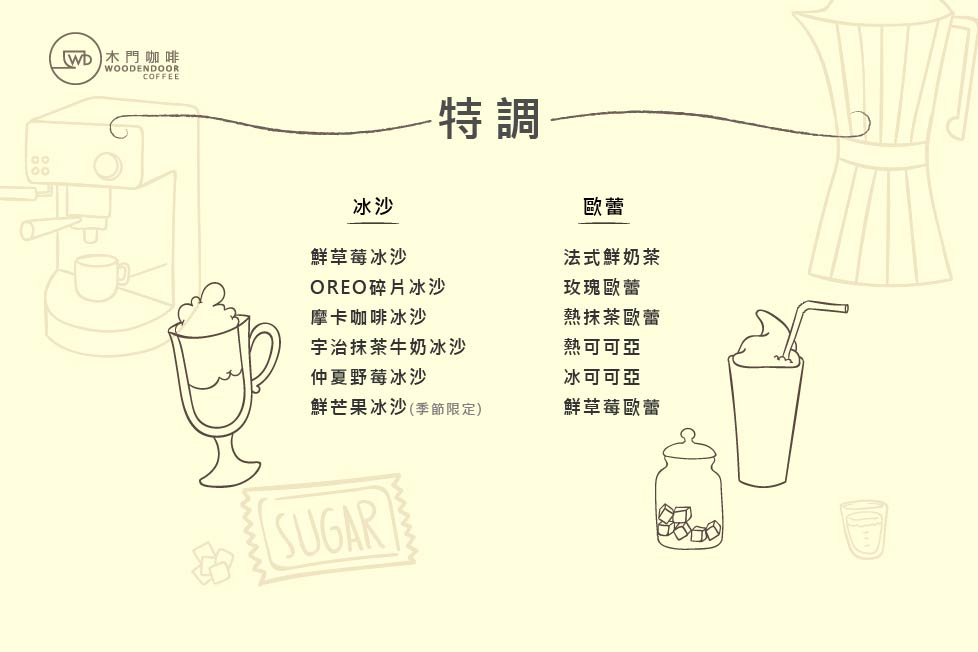 WD
木門咖啡
WOODENDOOR
COFFEE
特調
冰沙
鮮草莓冰沙
OREO碎片冰沙
摩卡咖啡冰沙
宇治抹茶牛奶冰沙
仲夏野莓冰沙
鮮芒果冰沙(季節限定)
歐蕾
法式鮮奶茶
玫瑰歐蕾
熱抹茶歐蕾
熱可可亞
冰可可亞
鮮草莓歐蕾
SUGAR